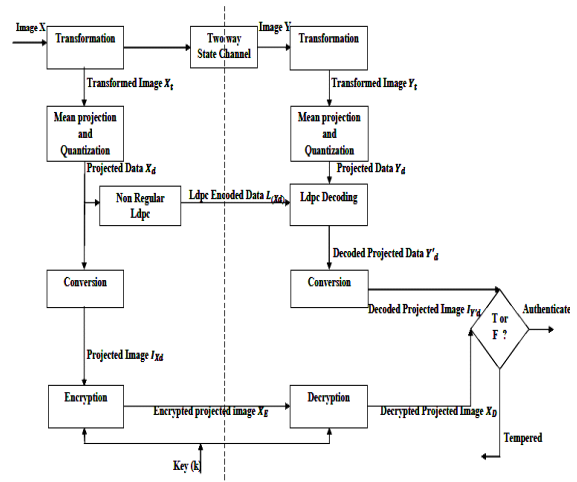 Image X
Transformation
Two way
State Channel
Image Y
Transformation
Transformed Image Xt
Transformed Image Yt
Mean projection
and
Quantization
Mean projection
and
Quantization
Projected Data Xd
Projected Data Yd
Non Regular
Ldpc
Ldpc Encoded Data L(Xd)
Ldpc Decoding
Decoded Projected Data Y'd
Conversion
Conversion
Decoded Projected Image IY'd
T or
F ?
Authenticate
Projected Image IXd
Encryption
Encrypted projected image XE
Decryption
Decrypted Projected Image XD
Tempered
Key (k)